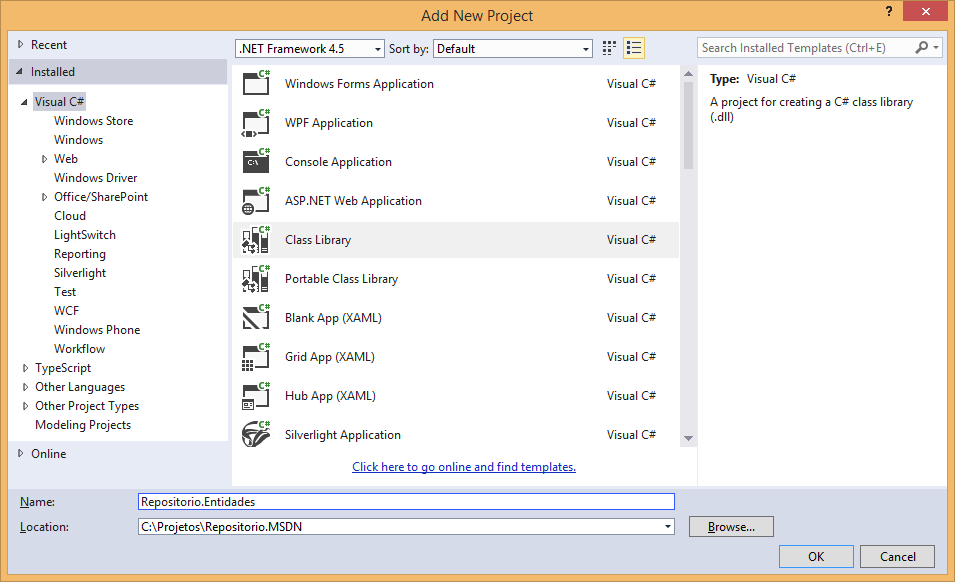 Add New Project
?
Recent
Installed
Visual C#
Windows Store
Windows
Web
Windows Driver
Office/SharePoint
Cloud
LightSwitch
Reporting
Silverlight
Test
WCF
Windows Phone
Workflow
TypeScript
Other Languages
Other Project Types
Modeling Projects
Online
.NET Framework 4.5 Sort by: Default
C# Windows Forms Application Visual C#
C# WPF Application Visual C#
C# C:\ Console Application Visual C#
C# ASP.NET Web Application Visual C#
C# Class Library Visual C#
C# Portable Class Library Visual C#
C# Blank App (XAML) Visual C#
C# Grid App (XAML) Visual C#
C# Hub App (XAML) Visual C#
C# Silverlight Application Visual C#
Click here to go online and find templates.
Search Installed Templates (Ctrl+E)
Type: Visual C#
A project for creating a C# class library
(.dll)
Name: Repositorio.Entidades
Location: C:\Projetos\Repositorio.MSDN
Browse...
OK Cancel